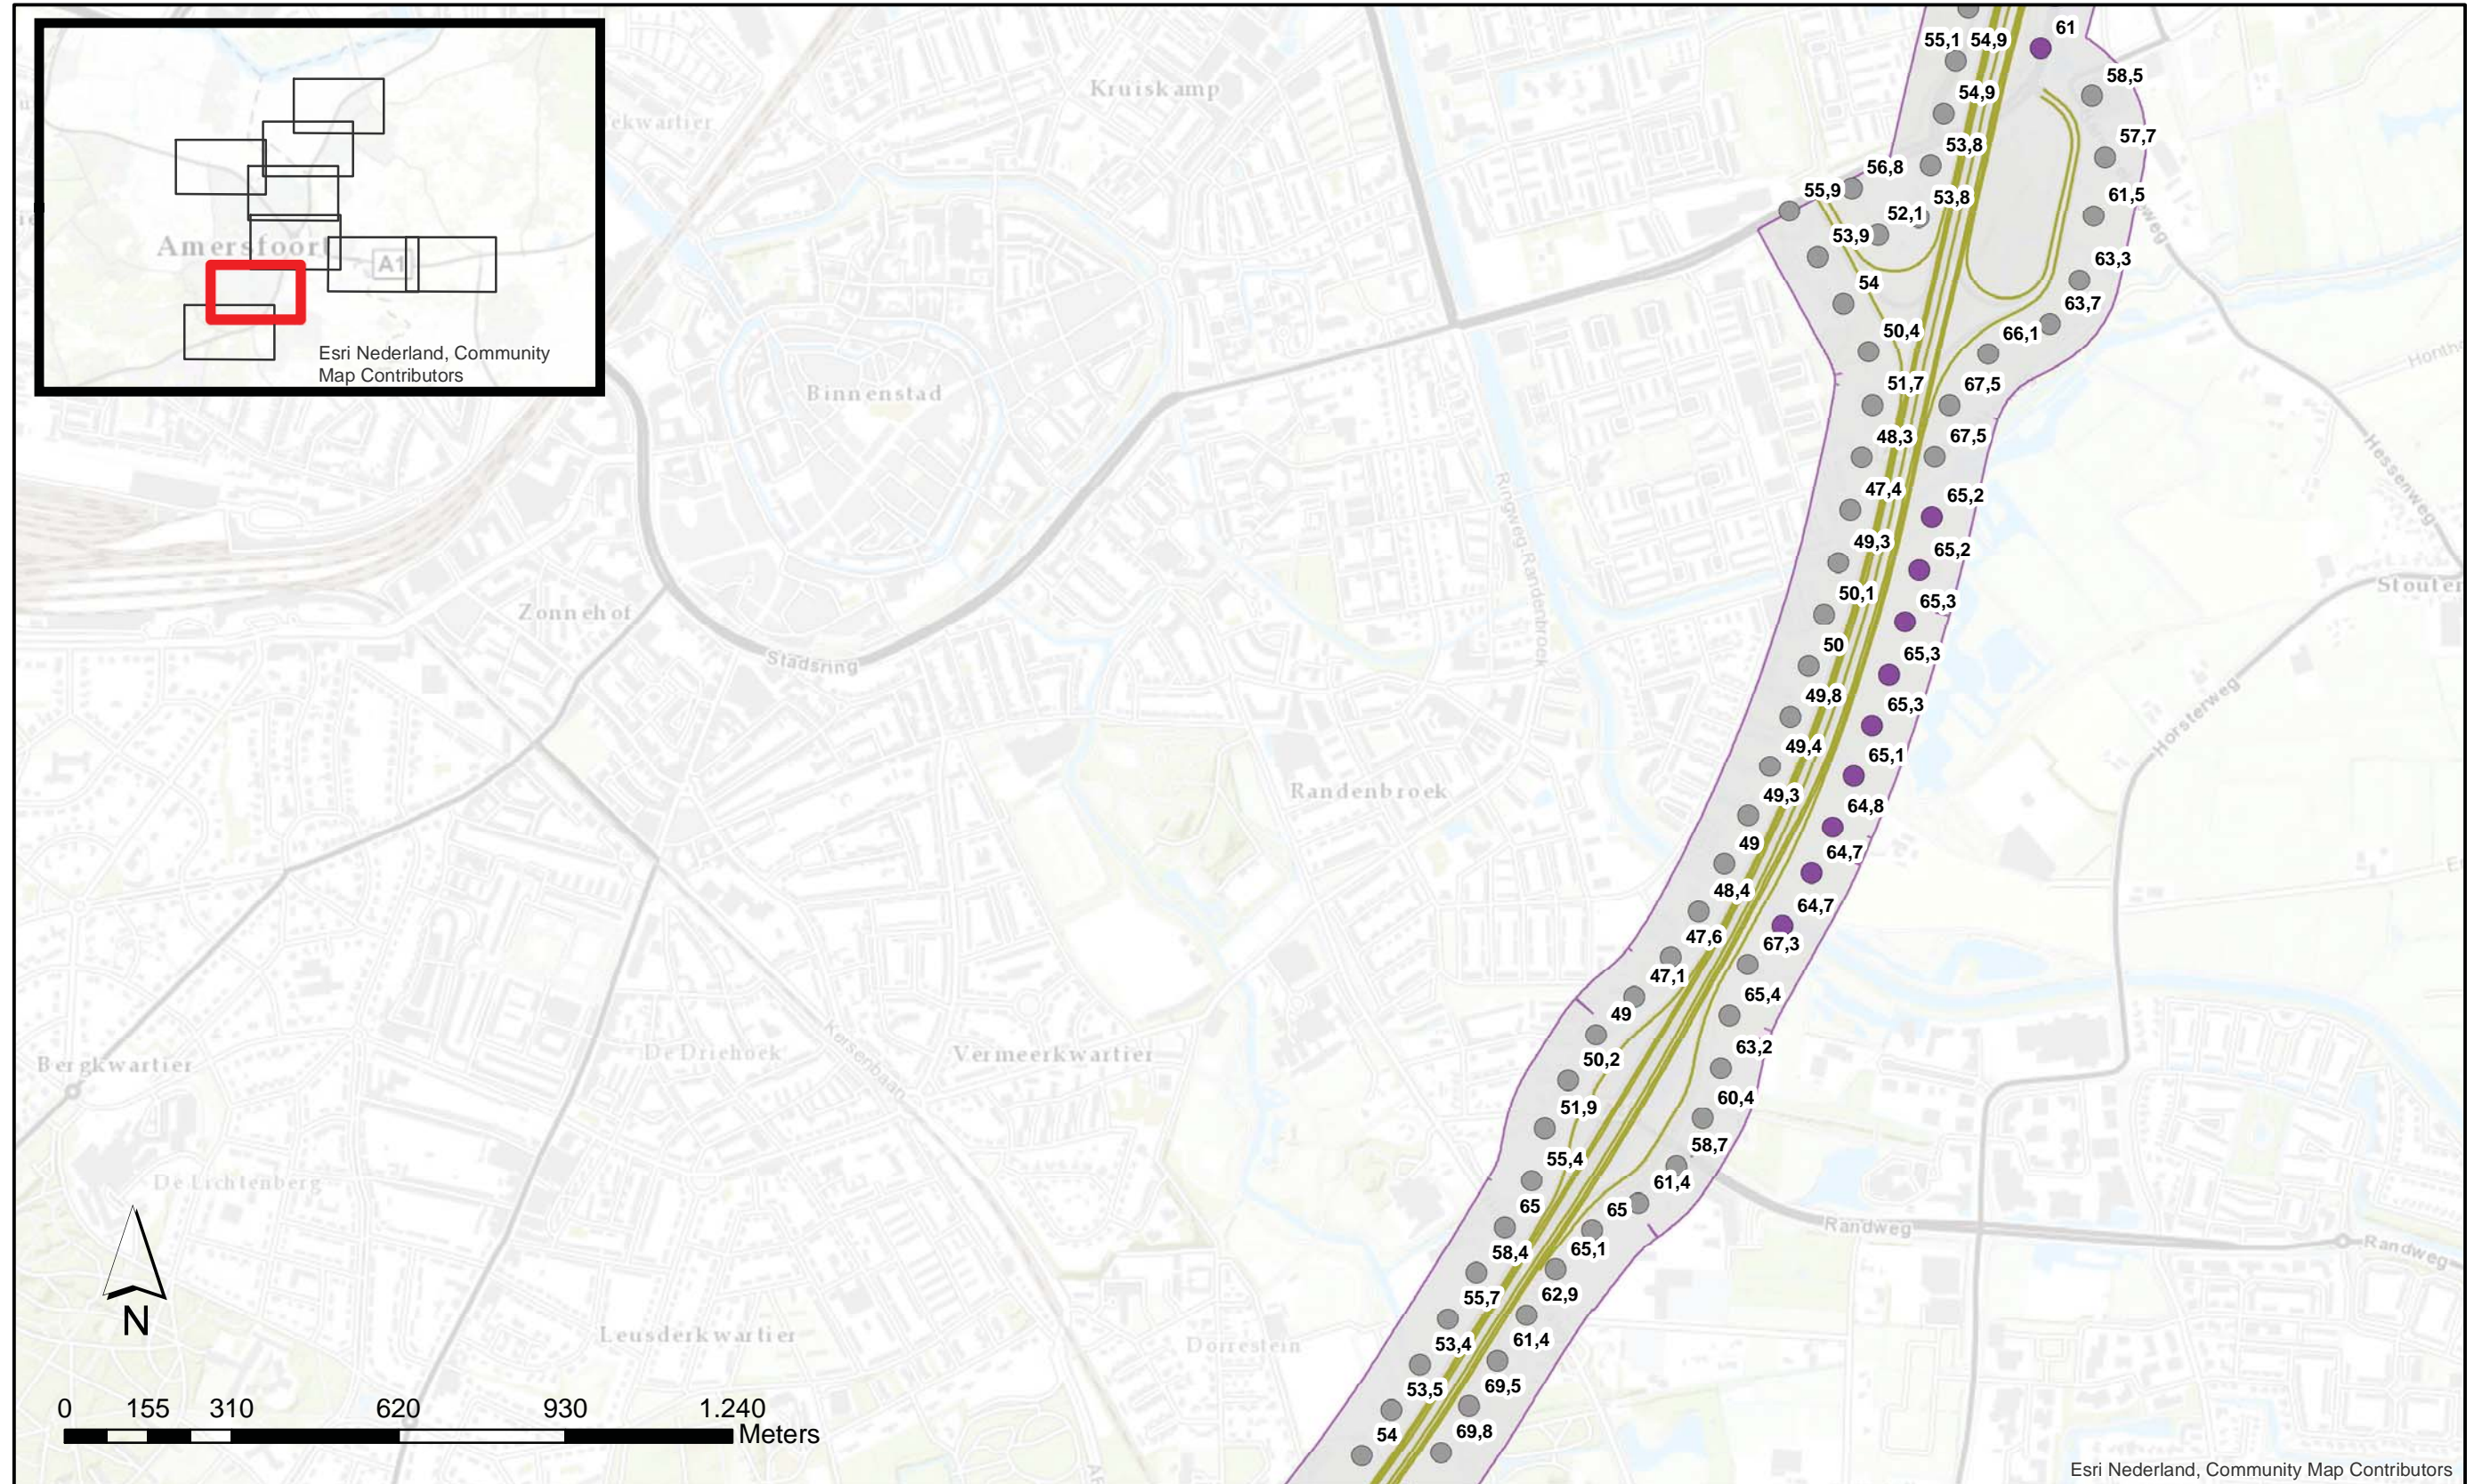 Amersfoort
A1
Esri Nederland, Community
Map Contributors
Kruiskamp
Binnenstad
Zonnehof
Stadsring
Ringweg Randenbroek
Randenbroek
Hessenweg
Horsterweg
Bergkwartier
De Driehoek
Kersenbaan
Vermeerkwartier
De Lichtenberg
Leusderkwartier
Dorrestein
Randweg
Randweg
55,1
54,9
61
58,5
54,9
57,7
53,8
56,8
55,9
53,8
61,5
52,1
53,9
63,3
54
63,7
50,4
66,1
51,7
67,5
48,3
67,5
47,4
65,2
49,3
65,2
50,1
65,3
50
65,3
49,8
65,3
49,4
65,1
49,3
64,8
49
64,7
48,4
64,7
47,6
67,3
47,1
65,4
49
63,2
50,2
60,4
51,9
58,7
55,4
61,4
65
65
58,4
65,1
55,7
62,9
53,4
61,4
53,5
69,5
54
69,8
N
0 155 310 620 930 1.240
Meters
Esri Nederland, Community Map Contributors